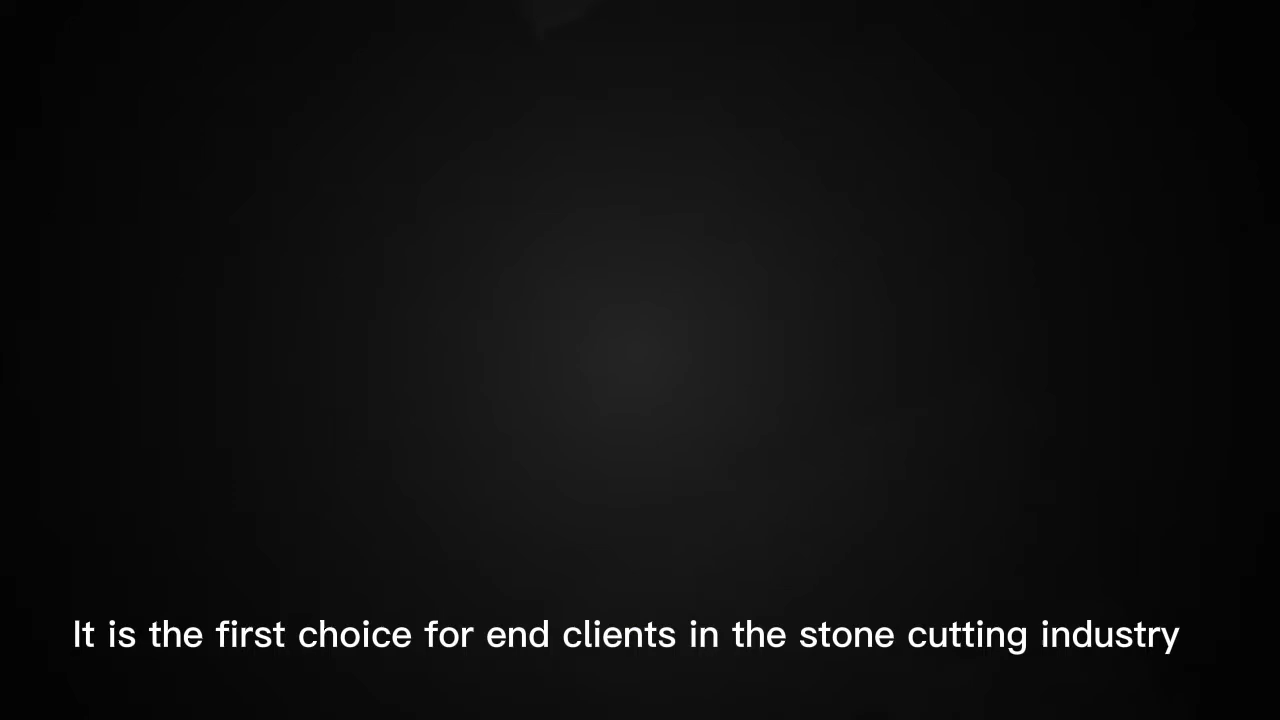 It is the first choice for end clients in the stone cutting industry